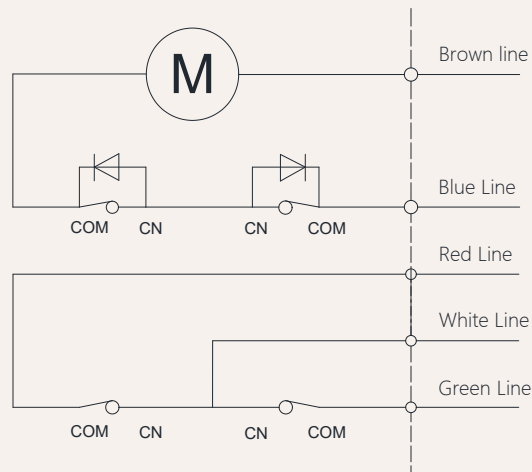 Brown line
M
Blue Line
COM CN CN COM
Red Line
White Line
Green Line
COM CN CN COM